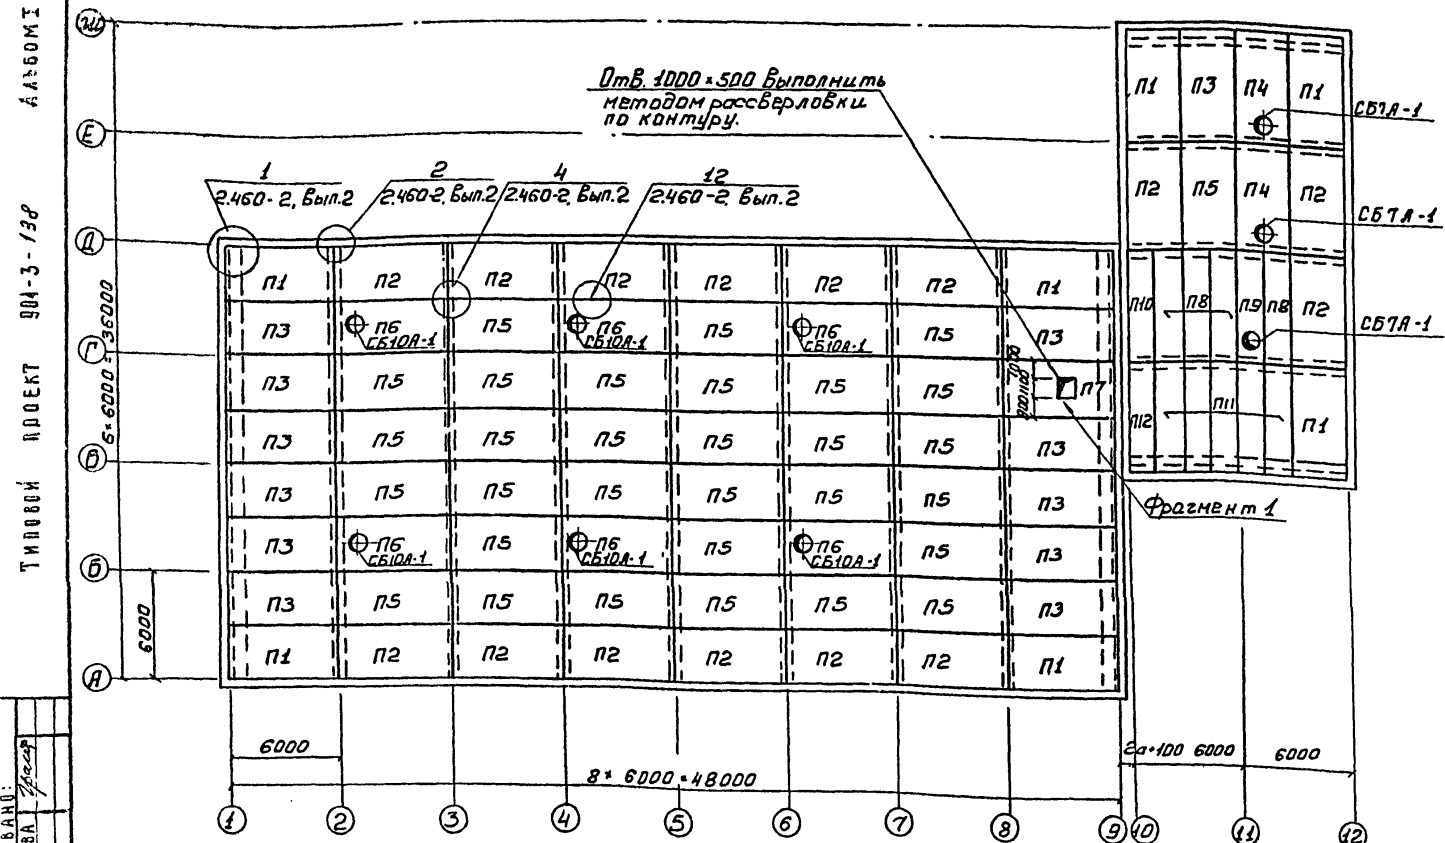 АЛЬБОМ I
ТИПОВОЙ ПРОЕКТ 904-3-138
Ж
Е
Д
Г
В
Б
А
6×6000=36000
6000
Отв. 1000×500 выполнить
методом рассверловки
по контуру.
1
2.460-2, Вып.2
2
2.460-2, Вып.2
4
2.460-2, Вып.2
12
2.460-2, Вып.2
П1 П2 П2 П2 П2 П2 П2 П1
П3 П6 П5 П6 П5 П6 П5 П3
СБ10А-1 СБ10А-1 СБ10А-1
П3 П5 П5 П5 П5 П5 П5 П7
П3 П5 П5 П5 П5 П5 П5 П3
П3 П5 П5 П5 П5 П5 П5 П3
П3 П6 П5 П6 П5 П6 П5 П3
СБ10А-1 СБ10А-1 СБ10А-1
П3 П5 П5 П5 П5 П5 П5 П3
П1 П2 П2 П2 П2 П2 П2 П1
П1 П3 П4 П1
СБ7А-1
П2 П5 П4 П2
СБ7А-1
П10 П8 П9 П8 П2
СБ7А-1
П12 П11 П1
Фрагмент 1
6000
8×6000=48000
2а+100 6000 6000
1 2 3 4 5 6 7 8 9 10 11 12